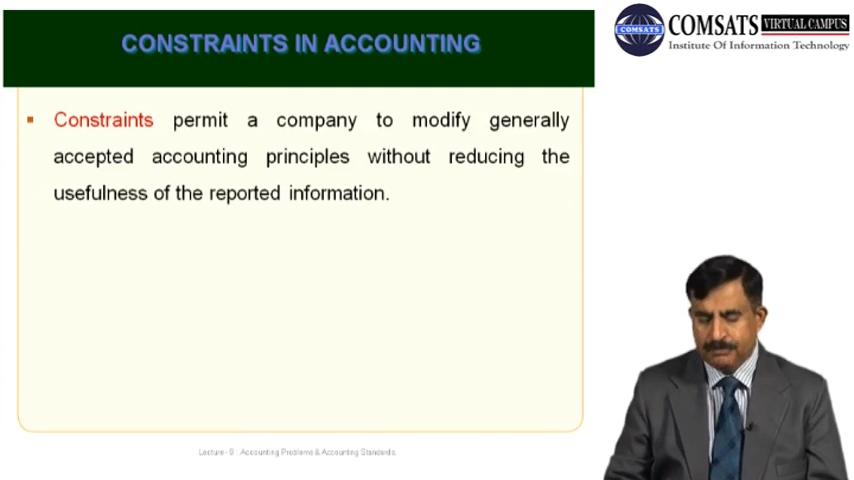 CONSTRAINTS IN ACCOUNTING
COMSATS
COMSATS VIRTUAL CAMPUS
Institute Of Information Technology
Constraints permit a company to modify generally
accepted accounting principles without reducing the
usefulness of the reported information.
Lecture - 9 : Accounting Problems & Accounting Standards.